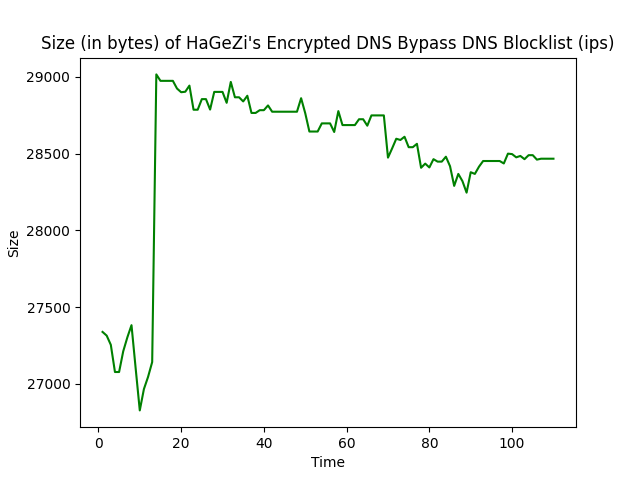 Size (in bytes) of HaGeZi's Encrypted DNS Bypass DNS Blocklist (ips)
29000
28500
28000
27500
27000
Size
0 20 40 60 80 100
Time